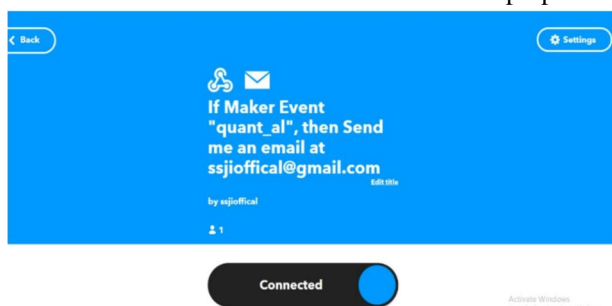 Back
Settings
If Maker Event
"quant_al", then Send
me an email at
ssjioffical@gmail.com
Edit title
by ssjioffical
1
Connected
Activate Windows